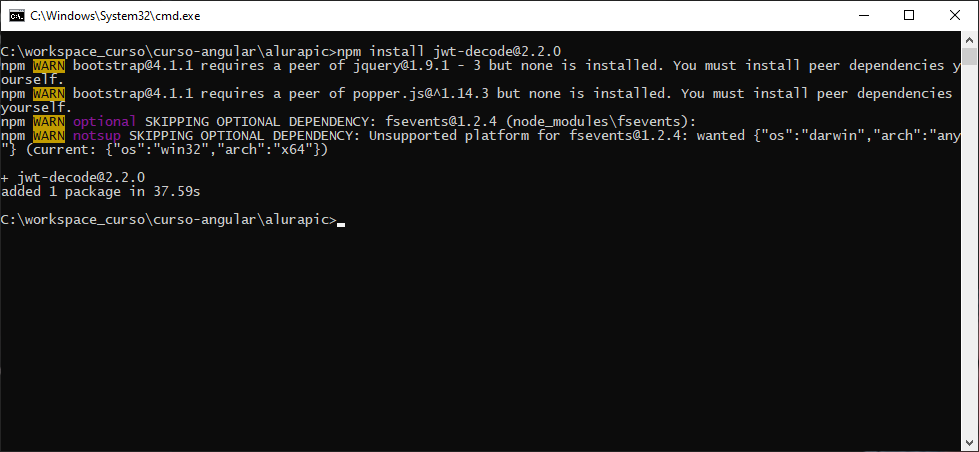 C:\Windows\System32\cmd.exe
C:\workspace_curso\curso-angular\alurapic>npm install jwt-decode@2.2.0
npm WARN bootstrap@4.1.1 requires a peer of jquery@1.9.1 - 3 but none is installed. You must install peer dependencies y
ourself.
npm WARN bootstrap@4.1.1 requires a peer of popper.js@^1.14.3 but none is installed. You must install peer dependencies
yourself.
npm WARN optional SKIPPING OPTIONAL DEPENDENCY: fsevents@1.2.4 (node_modules\fsevents):
npm WARN notsup SKIPPING OPTIONAL DEPENDENCY: Unsupported platform for fsevents@1.2.4: wanted {"os":"darwin","arch":"any
"} (current: {"os":"win32","arch":"x64"})
+ jwt-decode@2.2.0
added 1 package in 37.59s
C:\workspace_curso\curso-angular\alurapic>